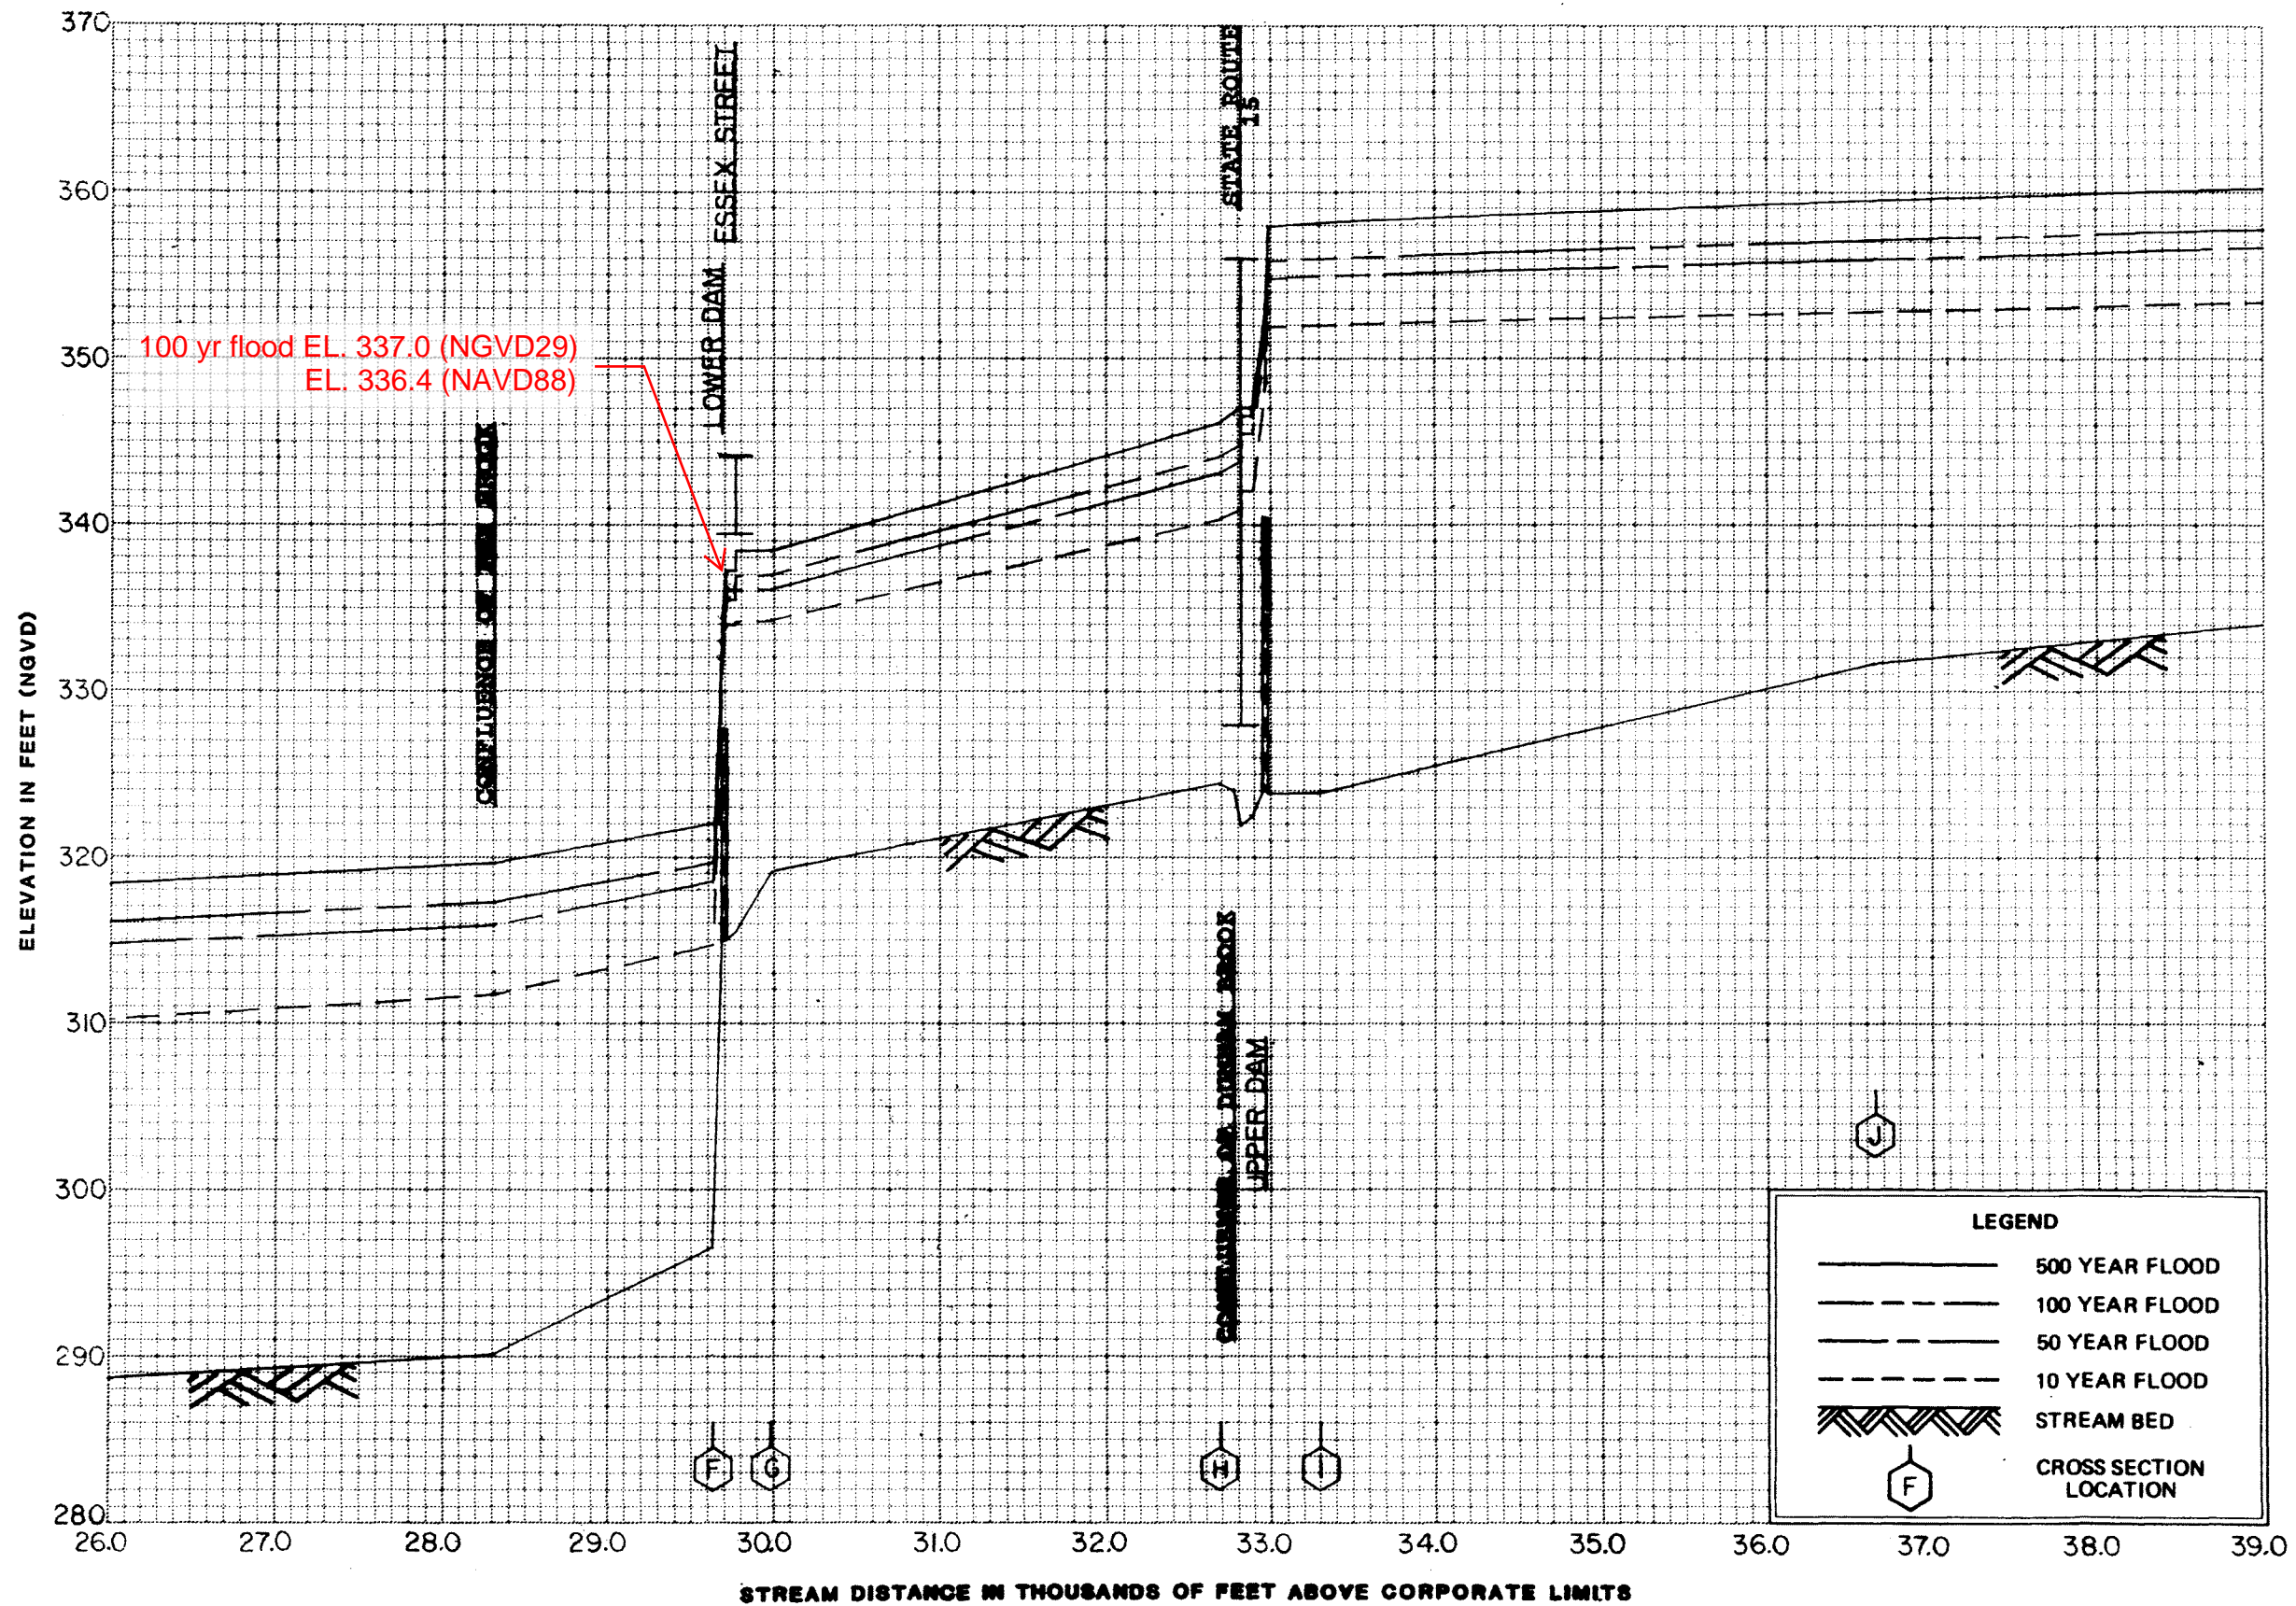 370
360
350
340
330
320
310
300
290
280
ELEVATION IN FEET (NGVD)
ESSEX STREET
LOWER DAM
STATE ROUTE
15
100 yr flood EL. 337.0 (NGVD29)
EL. 336.4 (NAVD88)
CONFLUENCE OF BROOK
BROOK
UPPER DAM
J
F
G
H
I
LEGEND
500 YEAR FLOOD
100 YEAR FLOOD
50 YEAR FLOOD
10 YEAR FLOOD
STREAM BED
F
CROSS SECTION
LOCATION
26.0 27.0 28.0 29.0 30.0 31.0 32.0 33.0 34.0 35.0 36.0 37.0 38.0 39.0
STREAM DISTANCE IN THOUSANDS OF FEET ABOVE CORPORATE LIMITS